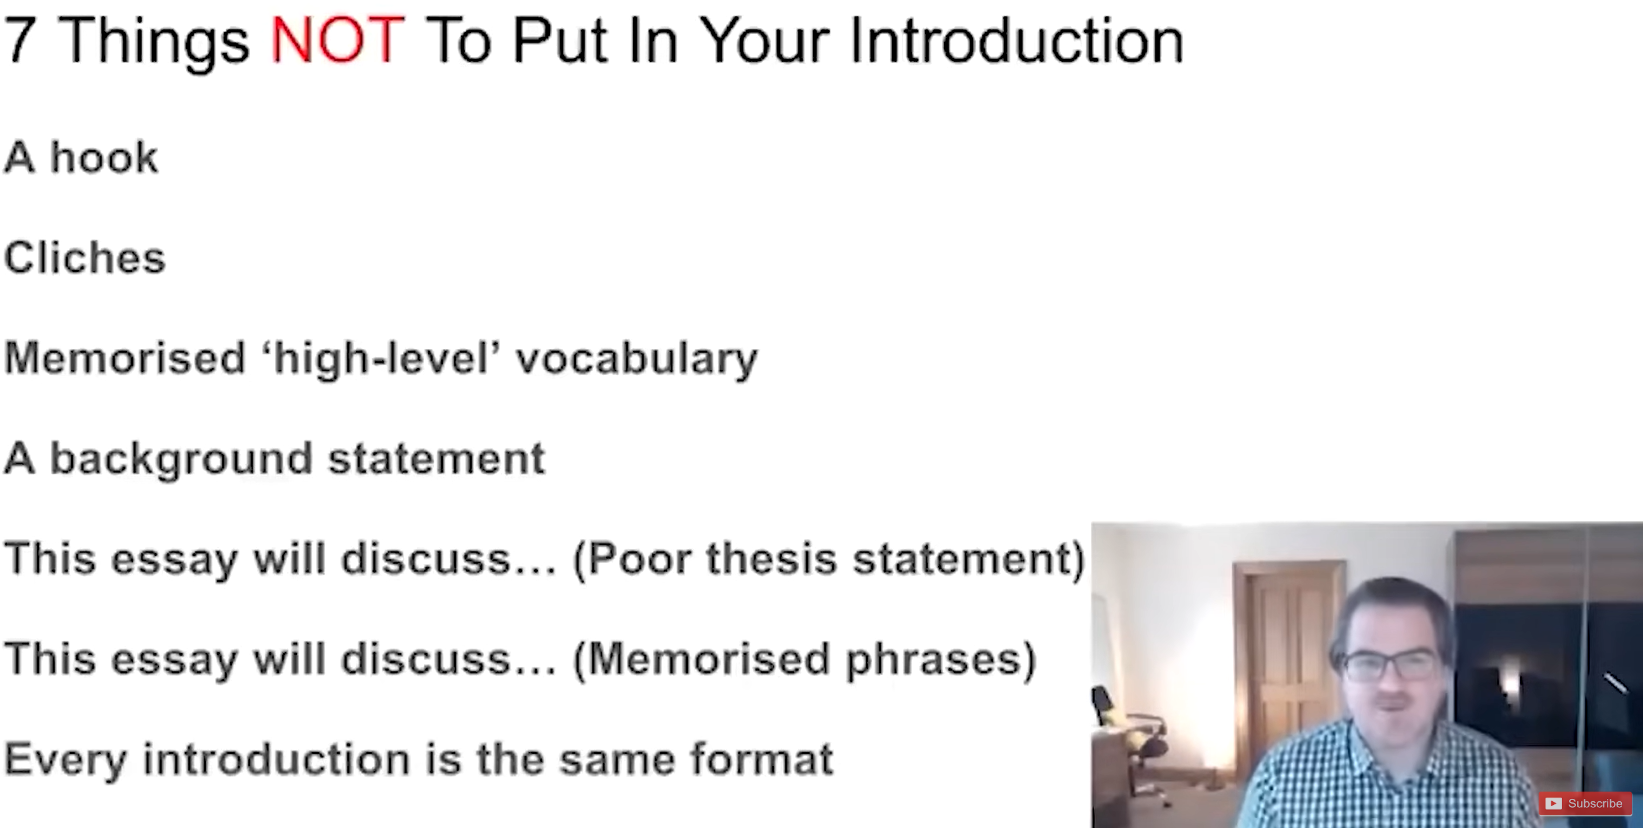 7 Things NOT To Put In Your Introduction
A hook
Cliches
Memorised ‘high-level’ vocabulary
A background statement
This essay will discuss... (Poor thesis statement)
This essay will discuss... (Memorised phrases)
Every introduction is the same format
Subscribe